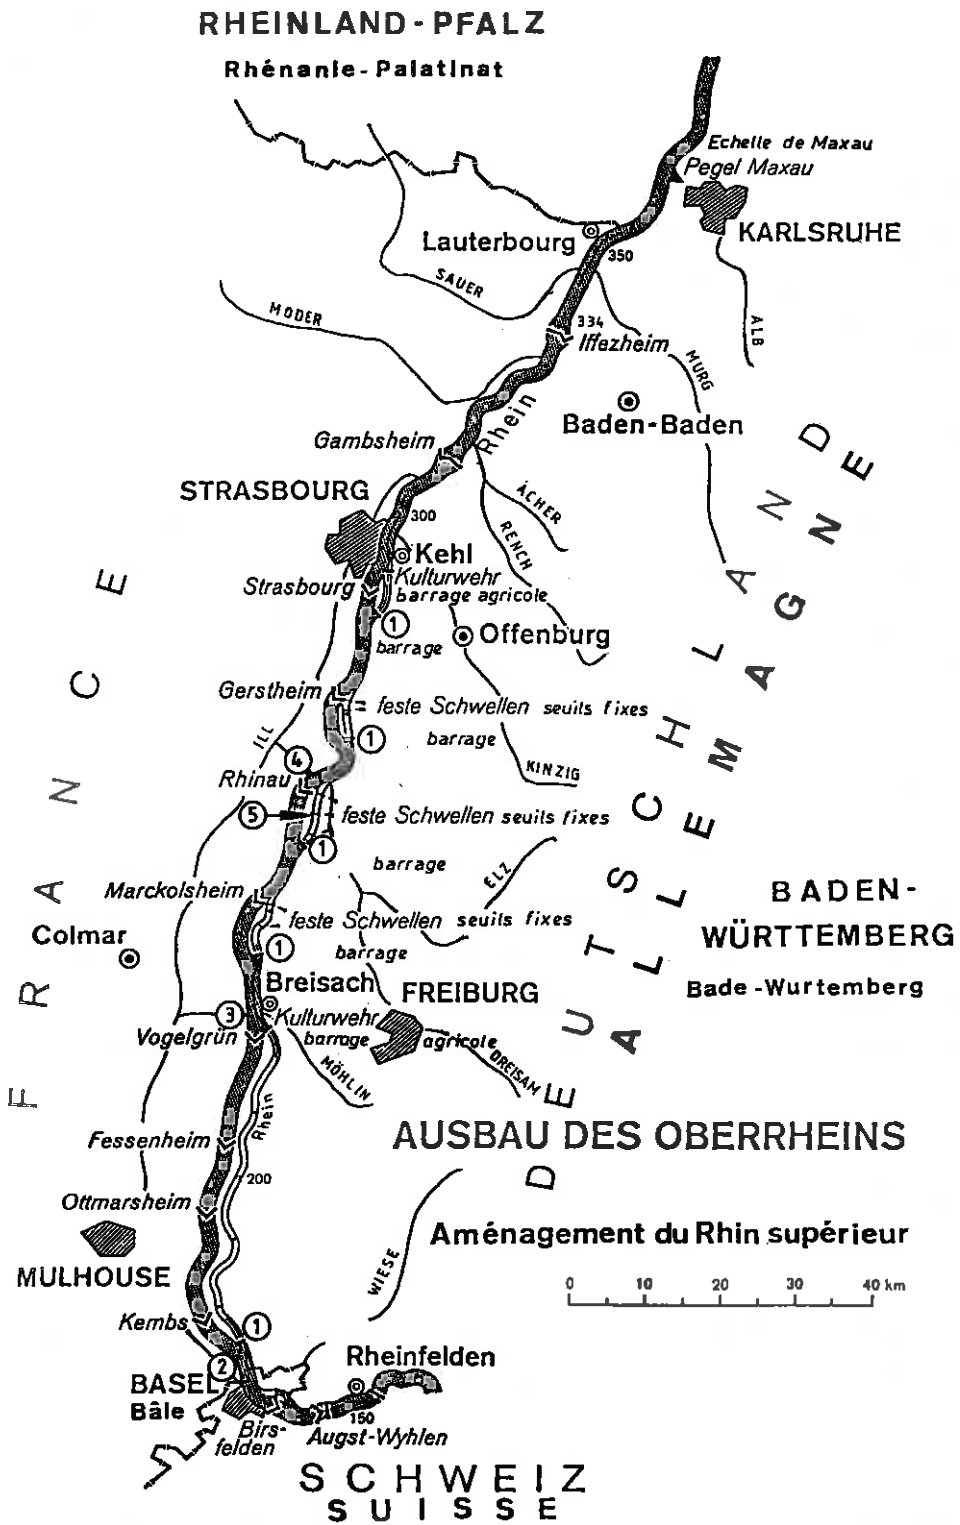 RHEINLAND-PFALZ
Rhénanie-Palatinat
Echelle de Maxau
Pegel Maxau
KARLSRUHE
Lauterbourg
350
SAUER
MODER
ALB
334
Iffezheim
MURG
Rhein
Baden-Baden
Gambsheim
STRASBOURG
300
ACHER
RENCH
Kehl
Strasbourg
Kulturwehr
barrage agricole
1
barrage
Offenburg
Gerstheim
feste Schwellen seuils fixes
1
barrage
ILL
KINZIG
4
Rhinau
5
feste Schwellen seuils fixes
1
barrage
ELZ
Marckolsheim
feste Schwellen seuils fixes
1
barrage
Colmar
BADEN-
WÜRTTEMBERG
Bade-Wurtemberg
Breisach
FREIBURG
3
Kulturwehr
Vogelgrün
barrage agricole
DREISAM
MÖHLIN
FRANCE
DEUTSCHLAND
ALLEMAGNE
Rhein
Fessenheim
AUSBAU DES OBERRHEINS
200
Ottmarsheim
Aménagement du Rhin supérieur
MULHOUSE
WIESE
0 10 20 30 40 km
Kembs
1
2
Rheinfelden
BASEL
Bâle
150
Birs-
felden
Augst-Wyhlen
SCHWEIZ
SUISSE